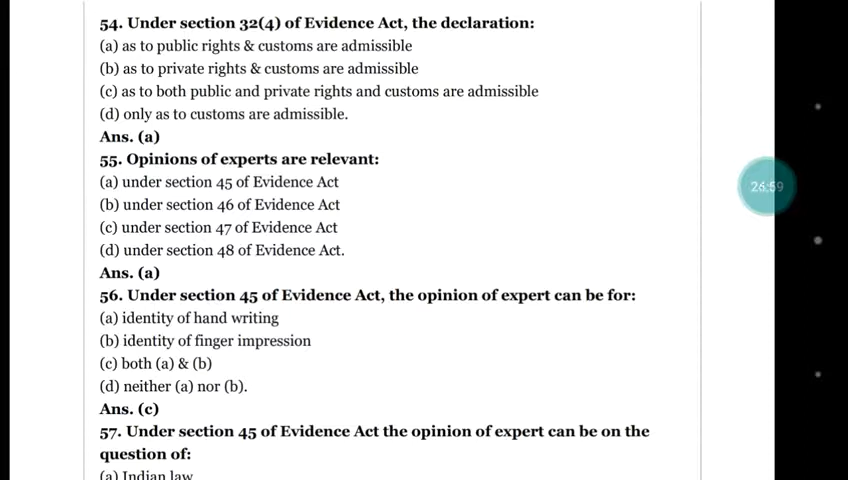 54. Under section 32(4) of Evidence Act, the declaration:
(a) as to public rights & customs are admissible
(b) as to private rights & customs are admissible
(c) as to both public and private rights and customs are admissible
(d) only as to customs are admissible.
Ans. (a)
55. Opinions of experts are relevant:
(a) under section 45 of Evidence Act
(b) under section 46 of Evidence Act
(c) under section 47 of Evidence Act
(d) under section 48 of Evidence Act.
Ans. (a)
26:59
56. Under section 45 of Evidence Act, the opinion of expert can be for:
(a) identity of hand writing
(b) identity of finger impression
(c) both (a) & (b)
(d) neither (a) nor (b).
Ans. (c)
57. Under section 45 of Evidence Act the opinion of expert can be on the
question of:
(a) Indian law